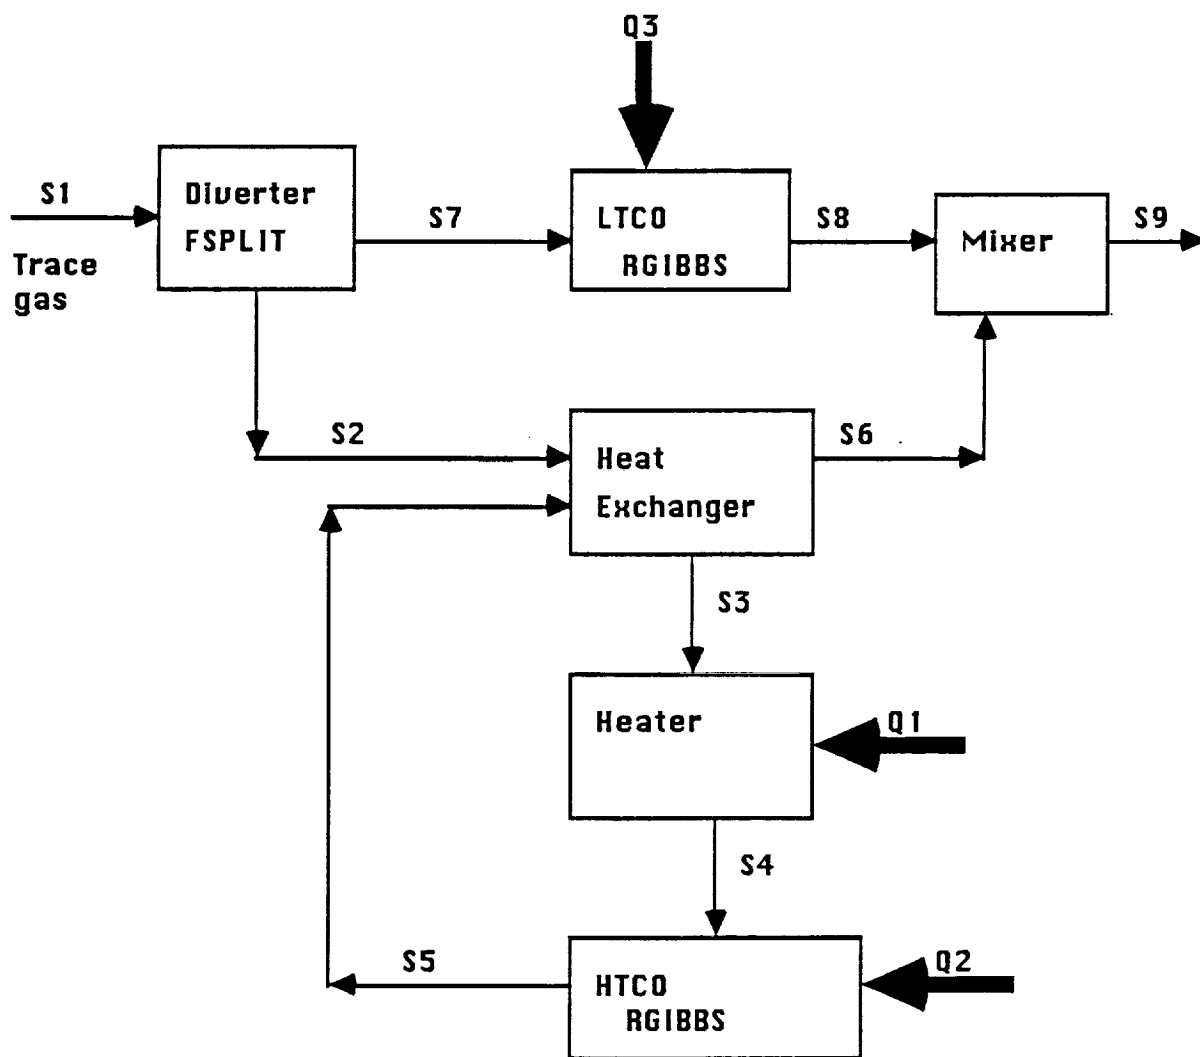 Q3
S1
Diverter
FSPLIT
S7
LTCO
RGIBBS
S8
Mixer
S9
Trace
gas
S2
Heat
Exchanger
S6
S3
Heater
Q1
S4
S5
HTCO
RGIBBS
Q2